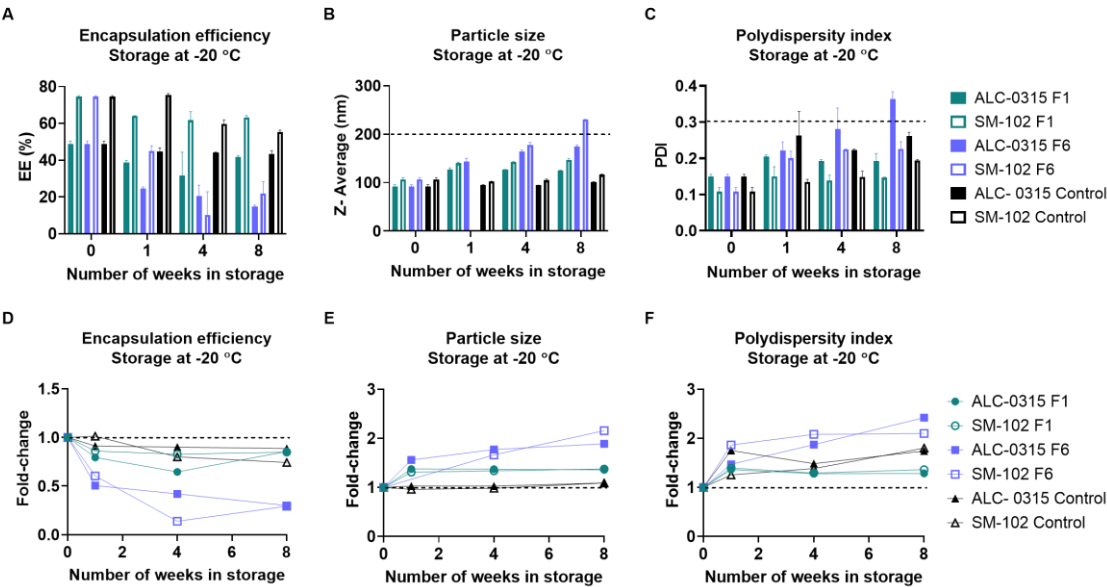 A
Encapsulation efficiency
Storage at -20 °C
EE (%)
80
60
40
20
0
0 1 4 8
Number of weeks in storage
B
Particle size
Storage at -20 °C
Z- Average (nm)
300
200
100
0
0 1 4 8
Number of weeks in storage
C
Polydispersity index
Storage at -20 °C
PDI
0.4
0.3
0.2
0.1
0.0
0 1 4 8
Number of weeks in storage
ALC-0315 F1
SM-102 F1
ALC-0315 F6
SM-102 F6
ALC- 0315 Control
SM-102 Control
D
Encapsulation efficiency
Storage at -20 °C
Fold-change
1.5
1.0
0.5
0.0
0 2 4 6 8
Number of weeks in storage
E
Particle size
Storage at -20 °C
Fold-change
3
2
1
0
0 2 4 6 8
Number of weeks in storage
F
Polydispersity index
Storage at -20 °C
Fold-change
3
2
1
0
0 2 4 6 8
Number of weeks in storage
ALC-0315 F1
SM-102 F1
ALC-0315 F6
SM-102 F6
ALC- 0315 Control
SM-102 Control